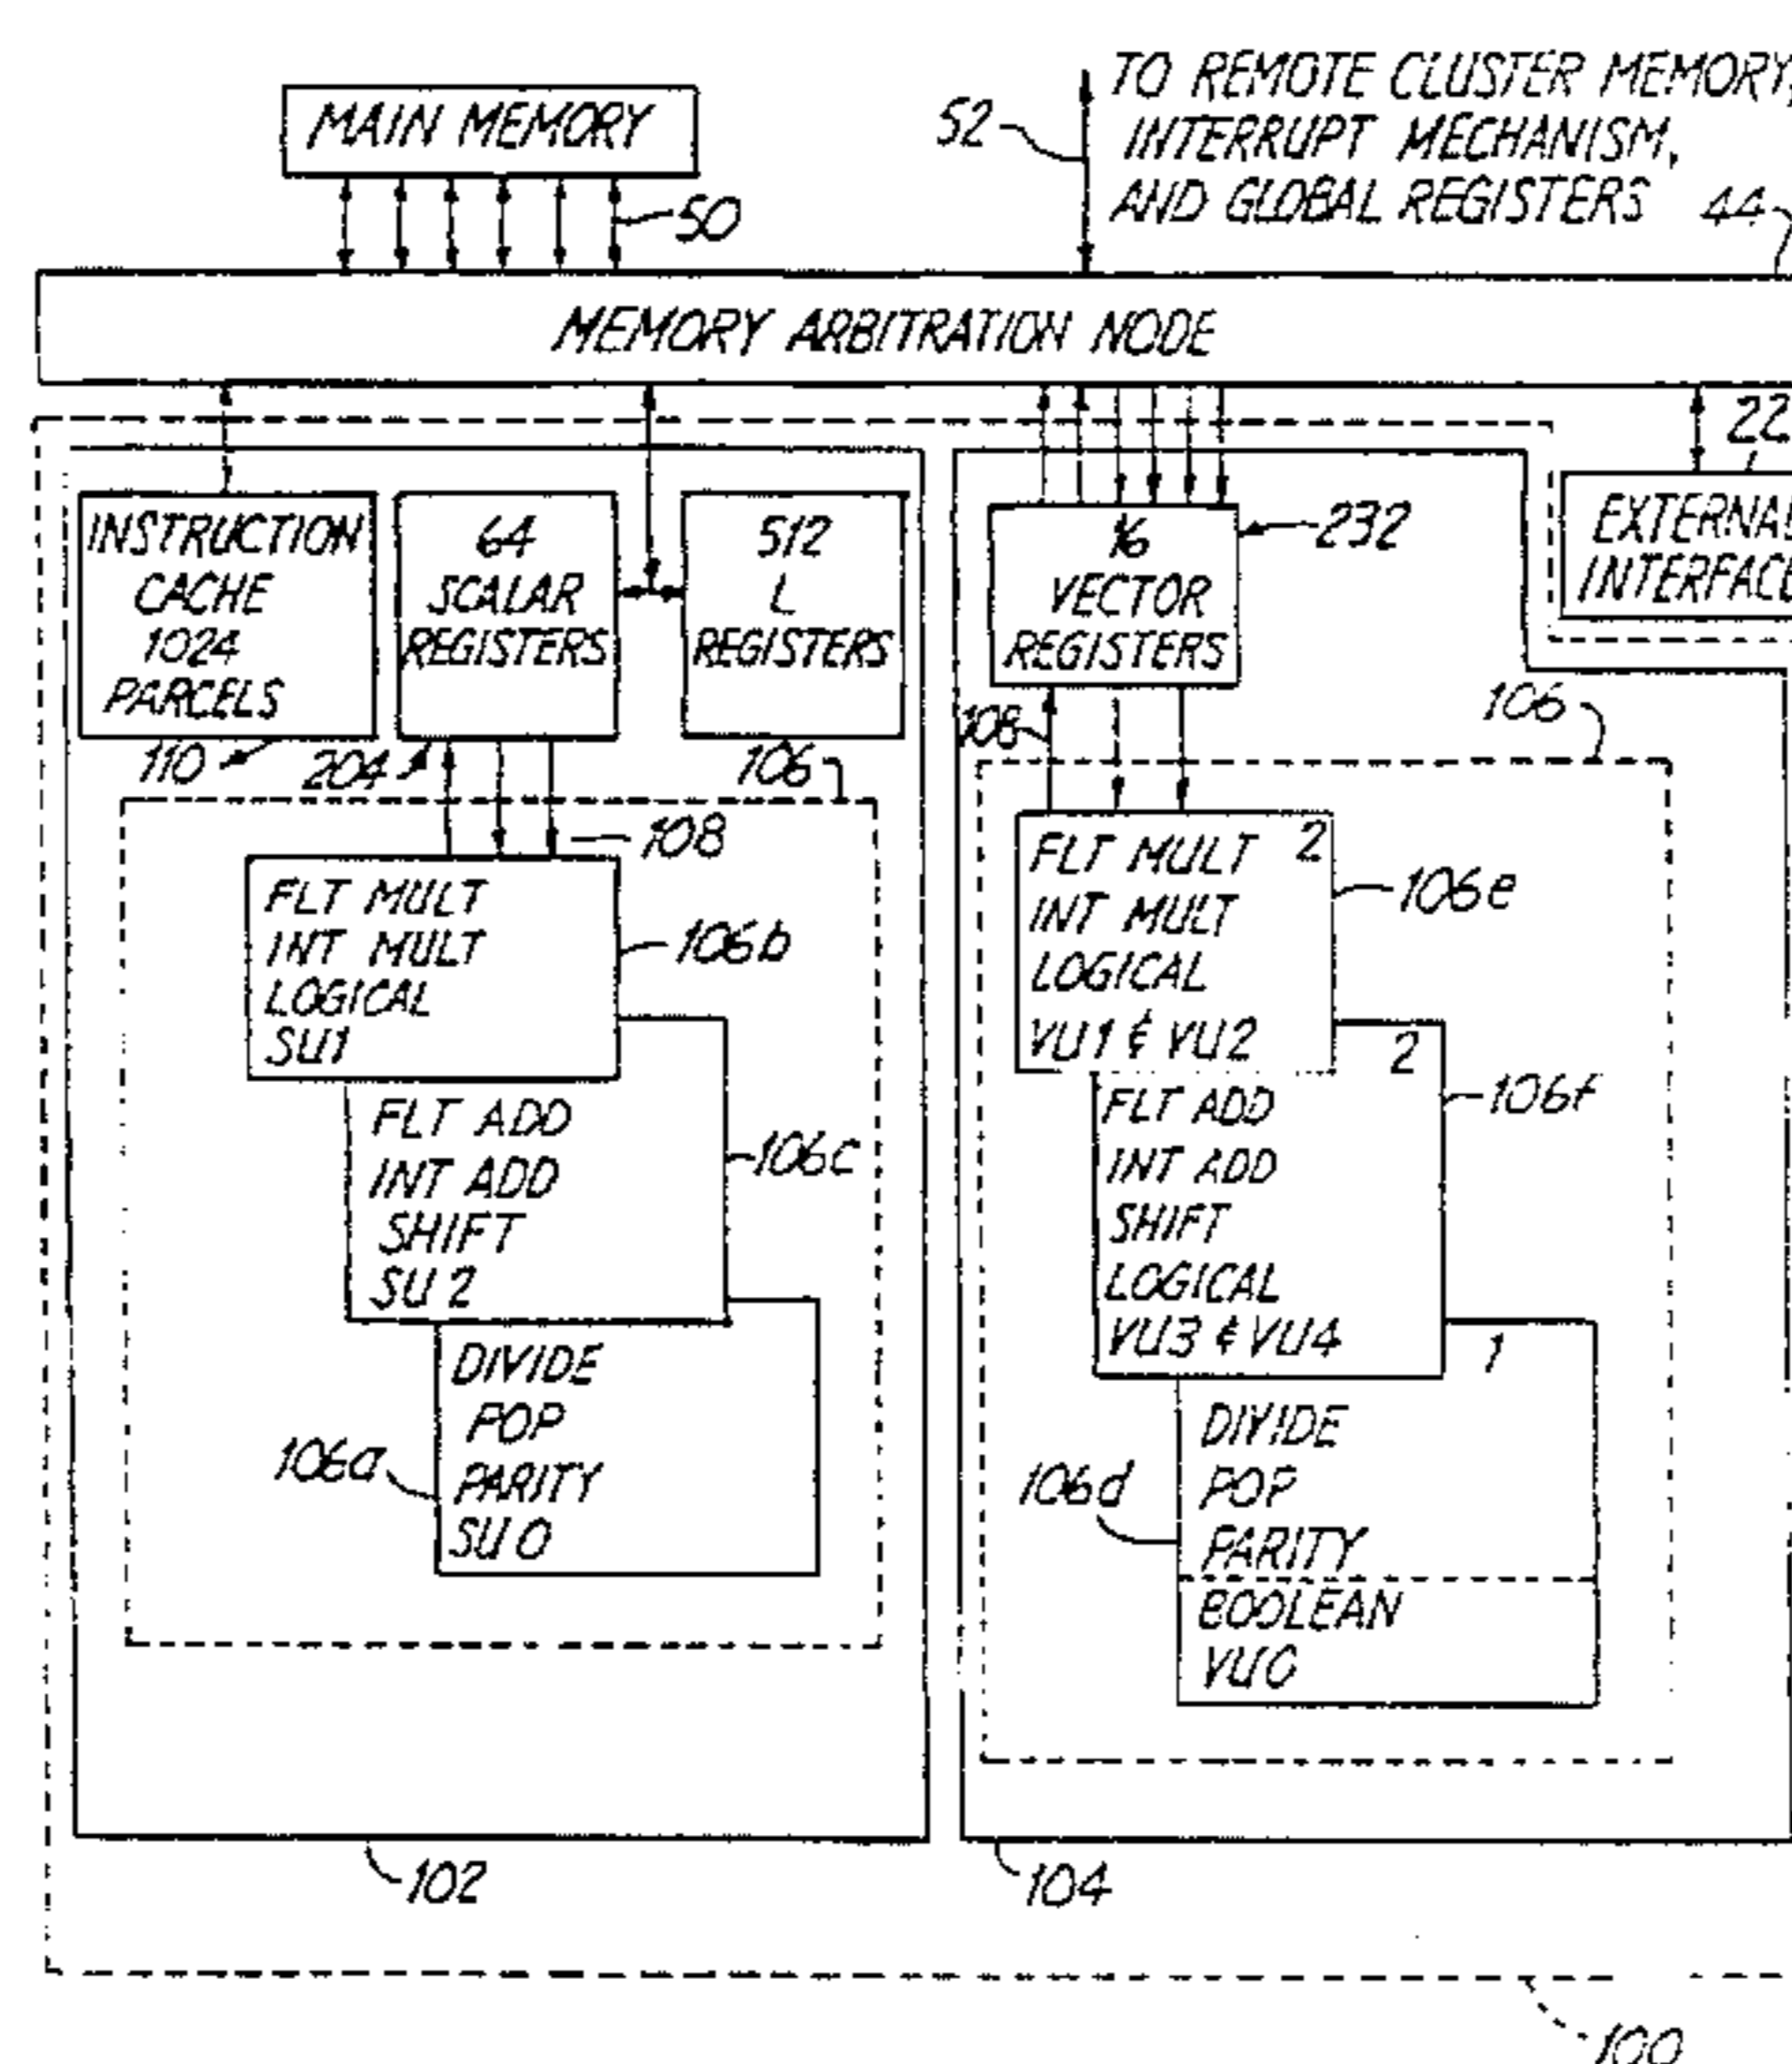 MAIN MEMORY
50
52
TO REMOTE CLUSTER MEMORY,
INTERRUPT MECHANISM,
AND GLOBAL REGISTERS
44
MEMORY ARBITRATION NODE
INSTRUCTION
CACHE
1024
PARCELS
110
64
SCALAR
REGISTERS
204
512
L
REGISTERS
16
VECTOR
REGISTERS
232
22
EXTERNAL
INTERFACE
106
108
FLT MULT
INT MULT
LOGICAL
SU1
106b
FLT ADD
INT ADD
SHIFT
SU2
106c
DIVIDE
POP
PARITY
SU0
106a
102
108
106
FLT MULT 2
INT MULT
LOGICAL
VU1 & VU2
106e
2
FLT ADD
INT ADD
SHIFT
LOGICAL
VU3 & VU4
106f
1
DIVIDE
POP
PARITY
BOOLEAN
VU0
106d
104
100